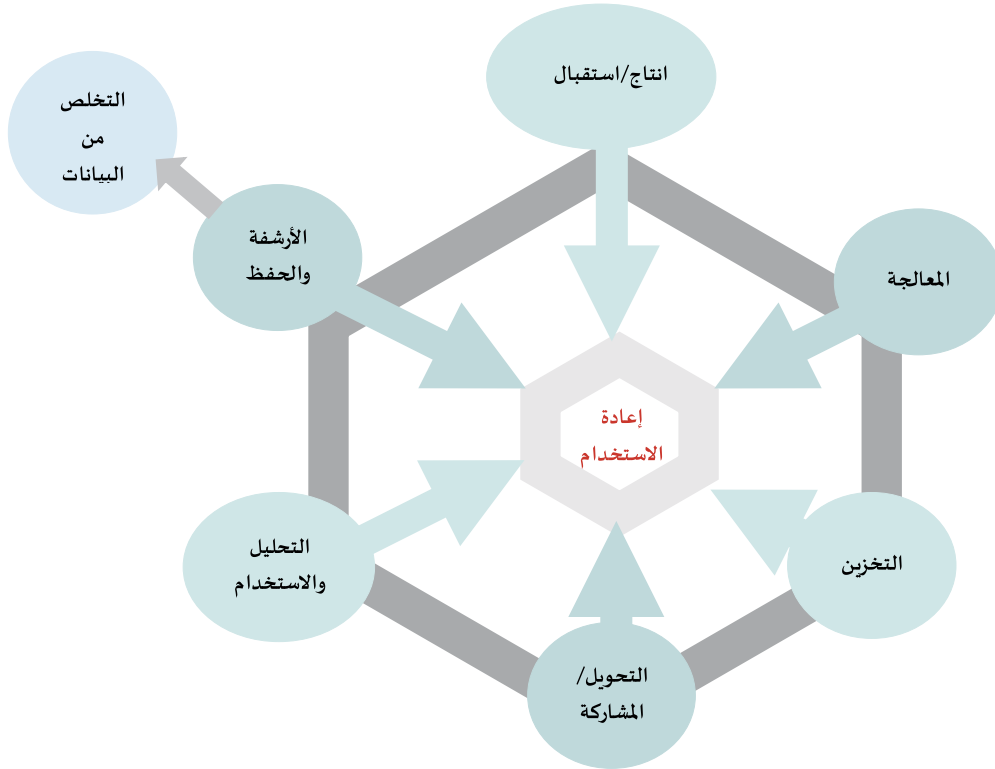 انتاج/استقبال
المعالجة
التخزين
التحويل/
المشاركة
التحليل
والاستخدام
الأرشفة
والحفظ
التخلص
من
البيانات
إعادة
الاستخدام